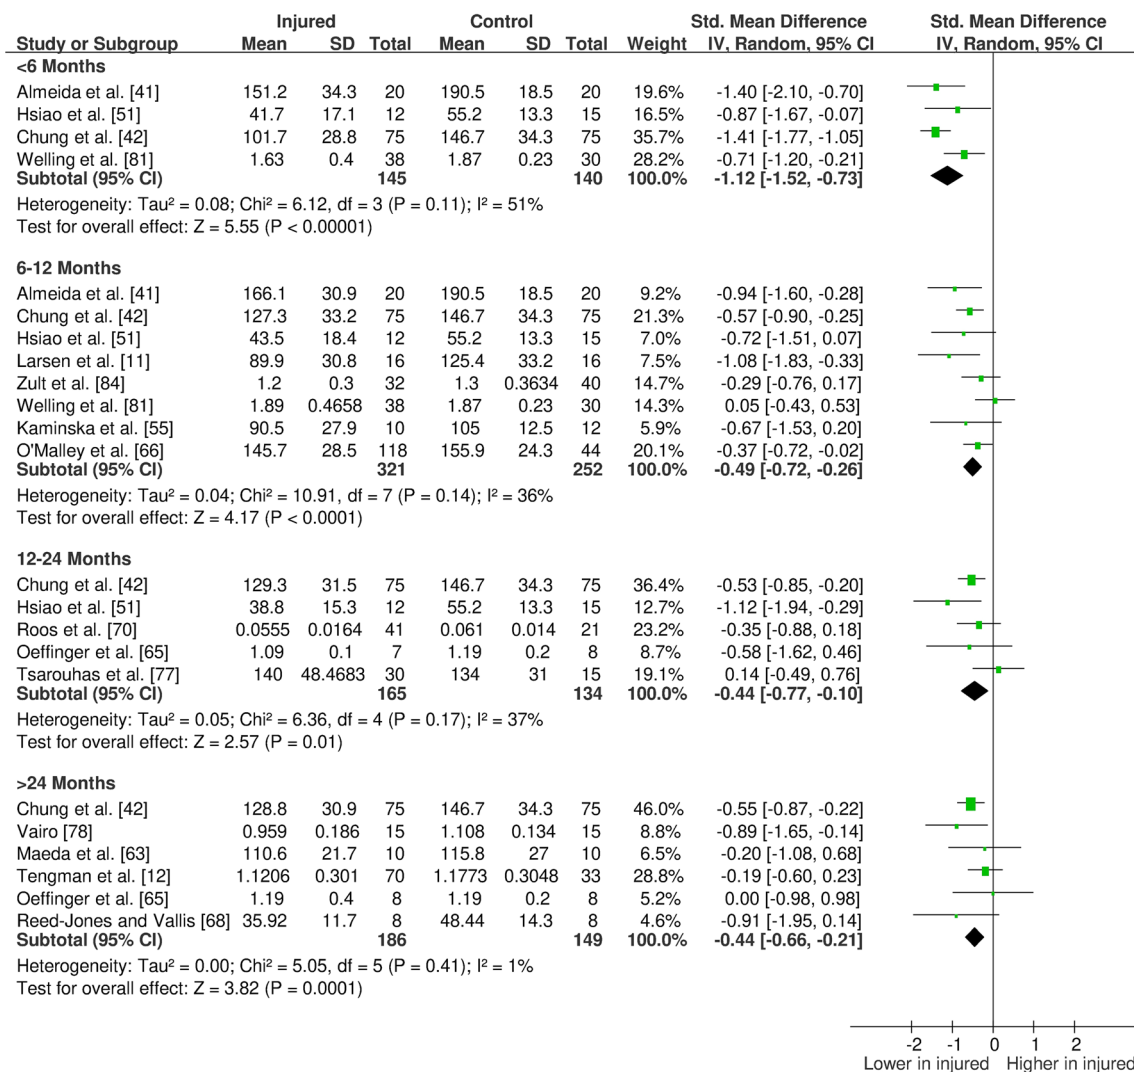 Injured Control Std. Mean Difference Std. Mean Difference
Study or Subgroup Mean SD Total Mean SD Total Weight IV, Random, 95% CI IV, Random, 95% CI
<6 Months
Almeida et al. [41] 151.2 34.3 20 190.5 18.5 20 19.6% -1.40 [-2.10, -0.70]
Hsiao et al. [51] 41.7 17.1 12 55.2 13.3 15 16.5% -0.87 [-1.67, -0.07]
Chung et al. [42] 101.7 28.8 75 146.7 34.3 75 35.7% -1.41 [-1.77, -1.05]
Welling et al. [81] 1.63 0.4 38 1.87 0.23 30 28.2% -0.71 [-1.20, -0.21]
Subtotal (95% CI) 145 140 100.0% -1.12 [-1.52, -0.73]
Heterogeneity: Tau² = 0.08; Chi² = 6.12, df = 3 (P = 0.11); I² = 51%
Test for overall effect: Z = 5.55 (P < 0.00001)
6-12 Months
Almeida et al. [41] 166.1 30.9 20 190.5 18.5 20 9.2% -0.94 [-1.60, -0.28]
Chung et al. [42] 127.3 33.2 75 146.7 34.3 75 21.3% -0.57 [-0.90, -0.25]
Hsiao et al. [51] 43.5 18.4 12 55.2 13.3 15 7.0% -0.72 [-1.51, 0.07]
Larsen et al. [11] 89.9 30.8 16 125.4 33.2 16 7.5% -1.08 [-1.83, -0.33]
Zult et al. [84] 1.2 0.3 32 1.3 0.3634 40 14.7% -0.29 [-0.76, 0.17]
Welling et al. [81] 1.89 0.4658 38 1.87 0.23 30 14.3% 0.05 [-0.43, 0.53]
Kaminska et al. [55] 90.5 27.9 10 105 12.5 12 5.9% -0.67 [-1.53, 0.20]
O'Malley et al. [66] 145.7 28.5 118 155.9 24.3 44 20.1% -0.37 [-0.72, -0.02]
Subtotal (95% CI) 321 252 100.0% -0.49 [-0.72, -0.26]
Heterogeneity: Tau² = 0.04; Chi² = 10.91, df = 7 (P = 0.14); I² = 36%
Test for overall effect: Z = 4.17 (P < 0.0001)
12-24 Months
Chung et al. [42] 129.3 31.5 75 146.7 34.3 75 36.4% -0.53 [-0.85, -0.20]
Hsiao et al. [51] 38.8 15.3 12 55.2 13.3 15 12.7% -1.12 [-1.94, -0.29]
Roos et al. [70] 0.0555 0.0164 41 0.061 0.014 21 23.2% -0.35 [-0.88, 0.18]
Oeffinger et al. [65] 1.09 0.1 7 1.19 0.2 8 8.7% -0.58 [-1.62, 0.46]
Tsarouhas et al. [77] 140 48.4683 30 134 31 15 19.1% 0.14 [-0.49, 0.76]
Subtotal (95% CI) 165 134 100.0% -0.44 [-0.77, -0.10]
Heterogeneity: Tau² = 0.05; Chi² = 6.36, df = 4 (P = 0.17); I² = 37%
Test for overall effect: Z = 2.57 (P = 0.01)
>24 Months
Chung et al. [42] 128.8 30.9 75 146.7 34.3 75 46.0% -0.55 [-0.87, -0.22]
Vairo [78] 0.959 0.186 15 1.108 0.134 15 8.8% -0.89 [-1.65, -0.14]
Maeda et al. [63] 110.6 21.7 10 115.8 27 10 6.5% -0.20 [-1.08, 0.68]
Tengman et al. [12] 1.1206 0.301 70 1.1773 0.3048 33 28.8% -0.19 [-0.60, 0.23]
Oeffinger et al. [65] 1.19 0.4 8 1.19 0.2 8 5.2% 0.00 [-0.98, 0.98]
Reed-Jones and Vallis [68] 35.92 11.7 8 48.44 14.3 8 4.6% -0.91 [-1.95, 0.14]
Subtotal (95% CI) 186 149 100.0% -0.44 [-0.66, -0.21]
Heterogeneity: Tau² = 0.00; Chi² = 5.05, df = 5 (P = 0.41); I² = 1%
Test for overall effect: Z = 3.82 (P = 0.0001)
-2 -1 0 1 2
Lower in injured Higher in injured